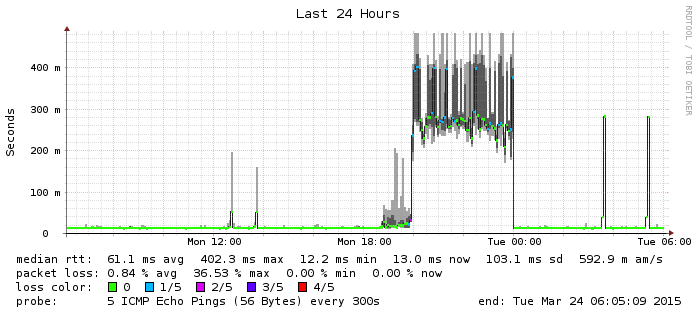 Last 24 Hours
RRDTOOL / TOBI OETIKER
Seconds
400 m
300 m
200 m
100 m
0
Mon 12:00 Mon 18:00 Tue 00:00 Tue 06:00
median rtt: 61.1 ms avg 402.3 ms max 12.2 ms min 13.0 ms now 103.1 ms sd 592.9 m am/s
packet loss: 0.84 % avg 36.53 % max 0.00 % min 0.00 % now
loss color: 0 1/5 2/5 3/5 4/5
probe: 5 ICMP Echo Pings (56 Bytes) every 300s end: Tue Mar 24 06:05:09 2015